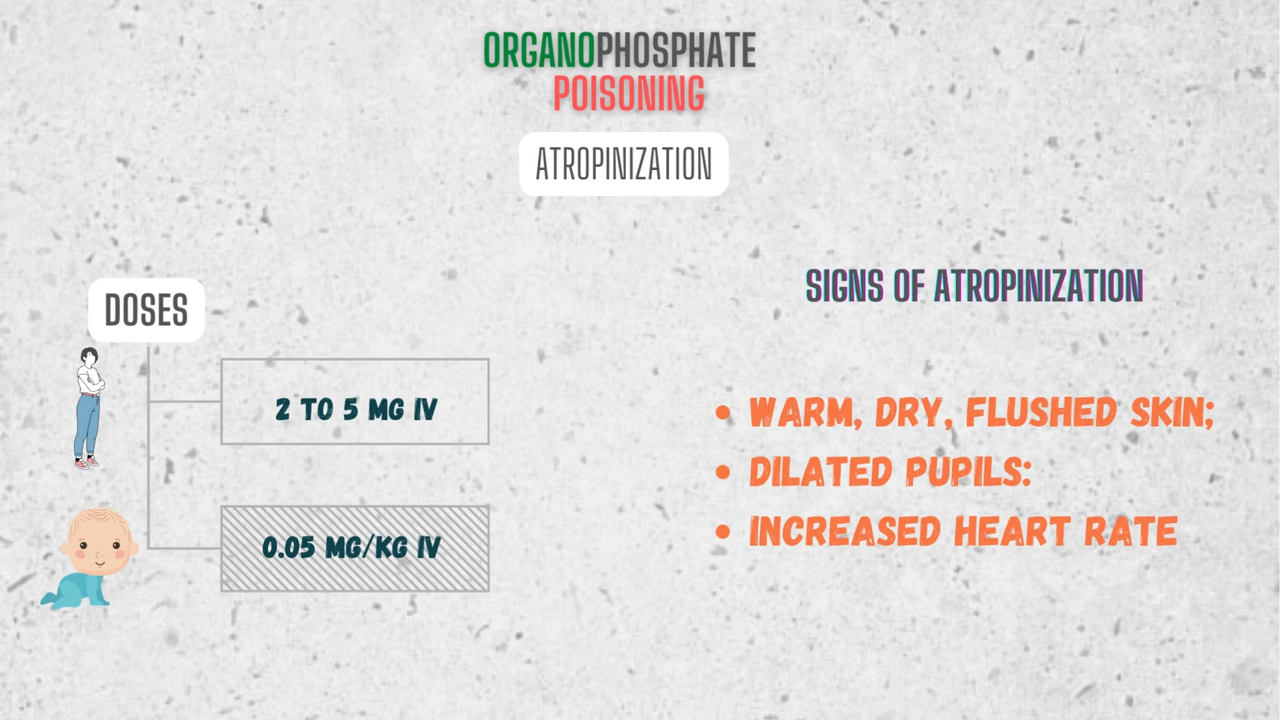 ORGANOPHOSPHATE
POISONING
ATROPINIZATION
DOSES
2 TO 5 MG IV
0.05 MG/KG IV
SIGNS OF ATROPINIZATION
• WARM, DRY, FLUSHED SKIN;
• DILATED PUPILS:
• INCREASED HEART RATE